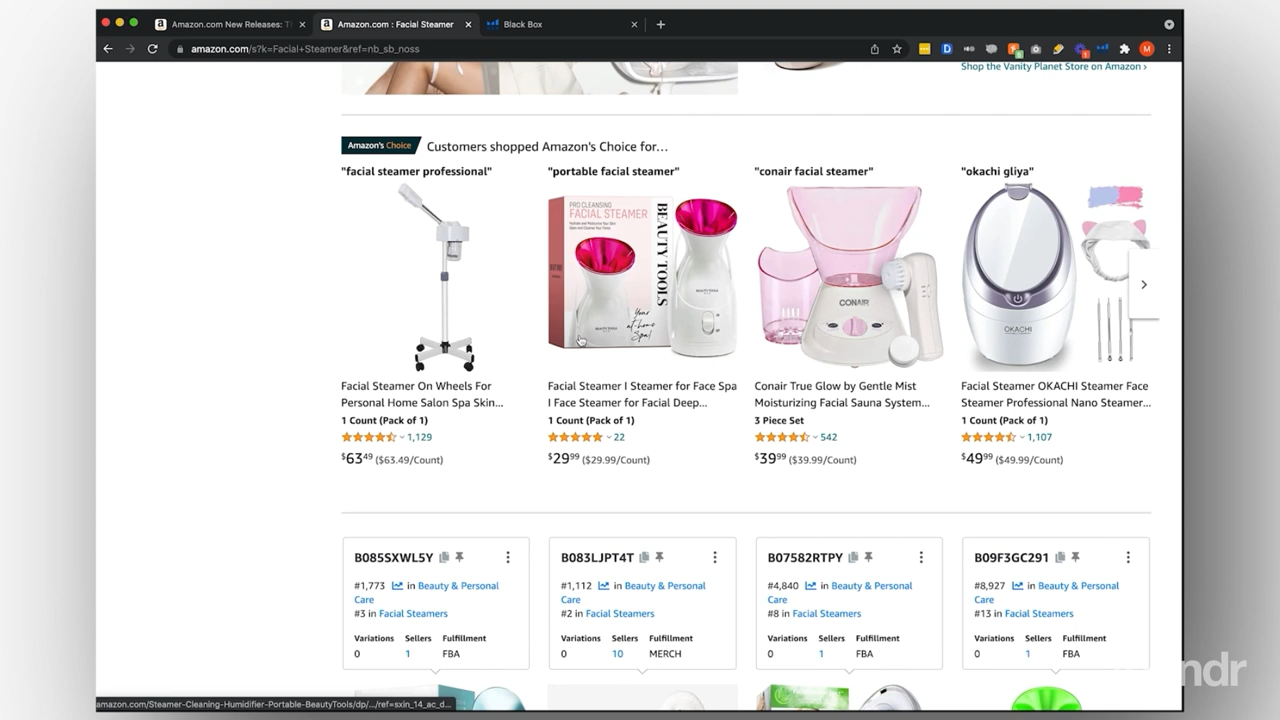 Amazon.com New Releases: Th
Amazon.com : Facial Steamer
Black Box
amazon.com/s?k=Facial+Steamer&ref=nb_sb_noss
Shop the Vanity Planet Store on Amazon ›
Amazon's Choice Customers shopped Amazon's Choice for…
"facial steamer professional"
"portable facial steamer"
"conair facial steamer"
"okachi gliya"
PRO CLEANSING
FACIAL STEAMER
BEAUTY TOOLS
Your
at-home
Spa!
CONAIR
OKACHI
Facial Steamer On Wheels For
Personal Home Salon Spa Skin...
1 Count (Pack of 1)
1,129
$63.49 ($63.49/Count)
Facial Steamer I Steamer for Face Spa
I Face Steamer for Facial Deep...
1 Count (Pack of 1)
22
$29.99 ($29.99/Count)
Conair True Glow by Gentle Mist
Moisturizing Facial Sauna System...
3 Piece Set
542
$39.99 ($39.99/Count)
Facial Steamer OKACHI Steamer Face
Steamer Professional Nano Steamer...
1 Count (Pack of 1)
1,107
$49.99 ($49.99/Count)
B085SXWL5Y
#1,773 in Beauty & Personal
Care
#3 in Facial Steamers
Variations Sellers Fulfillment
0 1 FBA
B083LJPT4T
#1,112 in Beauty & Personal
Care
#2 in Facial Steamers
Variations Sellers Fulfillment
0 10 MERCH
B07582RTPY
#4,840 in Beauty & Personal
Care
#8 in Facial Steamers
Variations Sellers Fulfillment
0 1 FBA
B09F3GC291
#8,927 in Beauty & Personal
Care
#13 in Facial Steamers
Variations Sellers Fulfillment
0 1 FBA
amazon.com/Steamer-Cleaning-Humidifier-Portable-BeautyTools/dp/.../ref=sxin_14_ac_d...
ndr